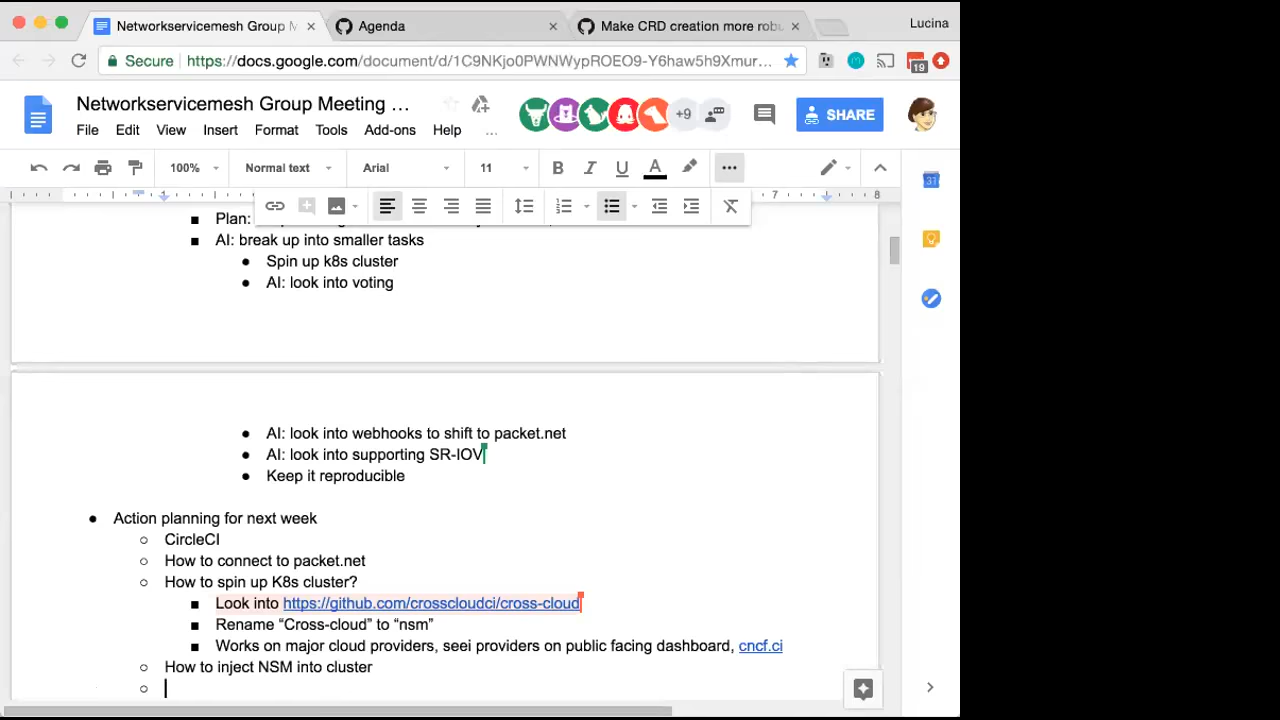 Networkservicemesh Group M
Agenda
Make CRD creation more robu
Lucina
Secure
https://docs.google.com/document/d/1C9NKjo0PWNWypROEO9-Y6haw5h9Xmur...
19
Networkservicemesh Group Meeting ...
+9
SHARE
File Edit View Insert Format Tools Add-ons Help ...
100% Normal text Arial 11 B I U A
1 7 8
31
■ Plan:
■ AI: break up into smaller tasks
● Spin up k8s cluster
● AI: look into voting
● AI: look into webhooks to shift to packet.net
● AI: look into supporting SR-IOV
● Keep it reproducible
● Action planning for next week
○ CircleCI
○ How to connect to packet.net
○ How to spin up K8s cluster?
■ Look into https://github.com/crosscloudci/cross-cloud
■ Rename “Cross-cloud” to “nsm”
■ Works on major cloud providers, seei providers on public facing dashboard, cncf.ci
○ How to inject NSM into cluster
○